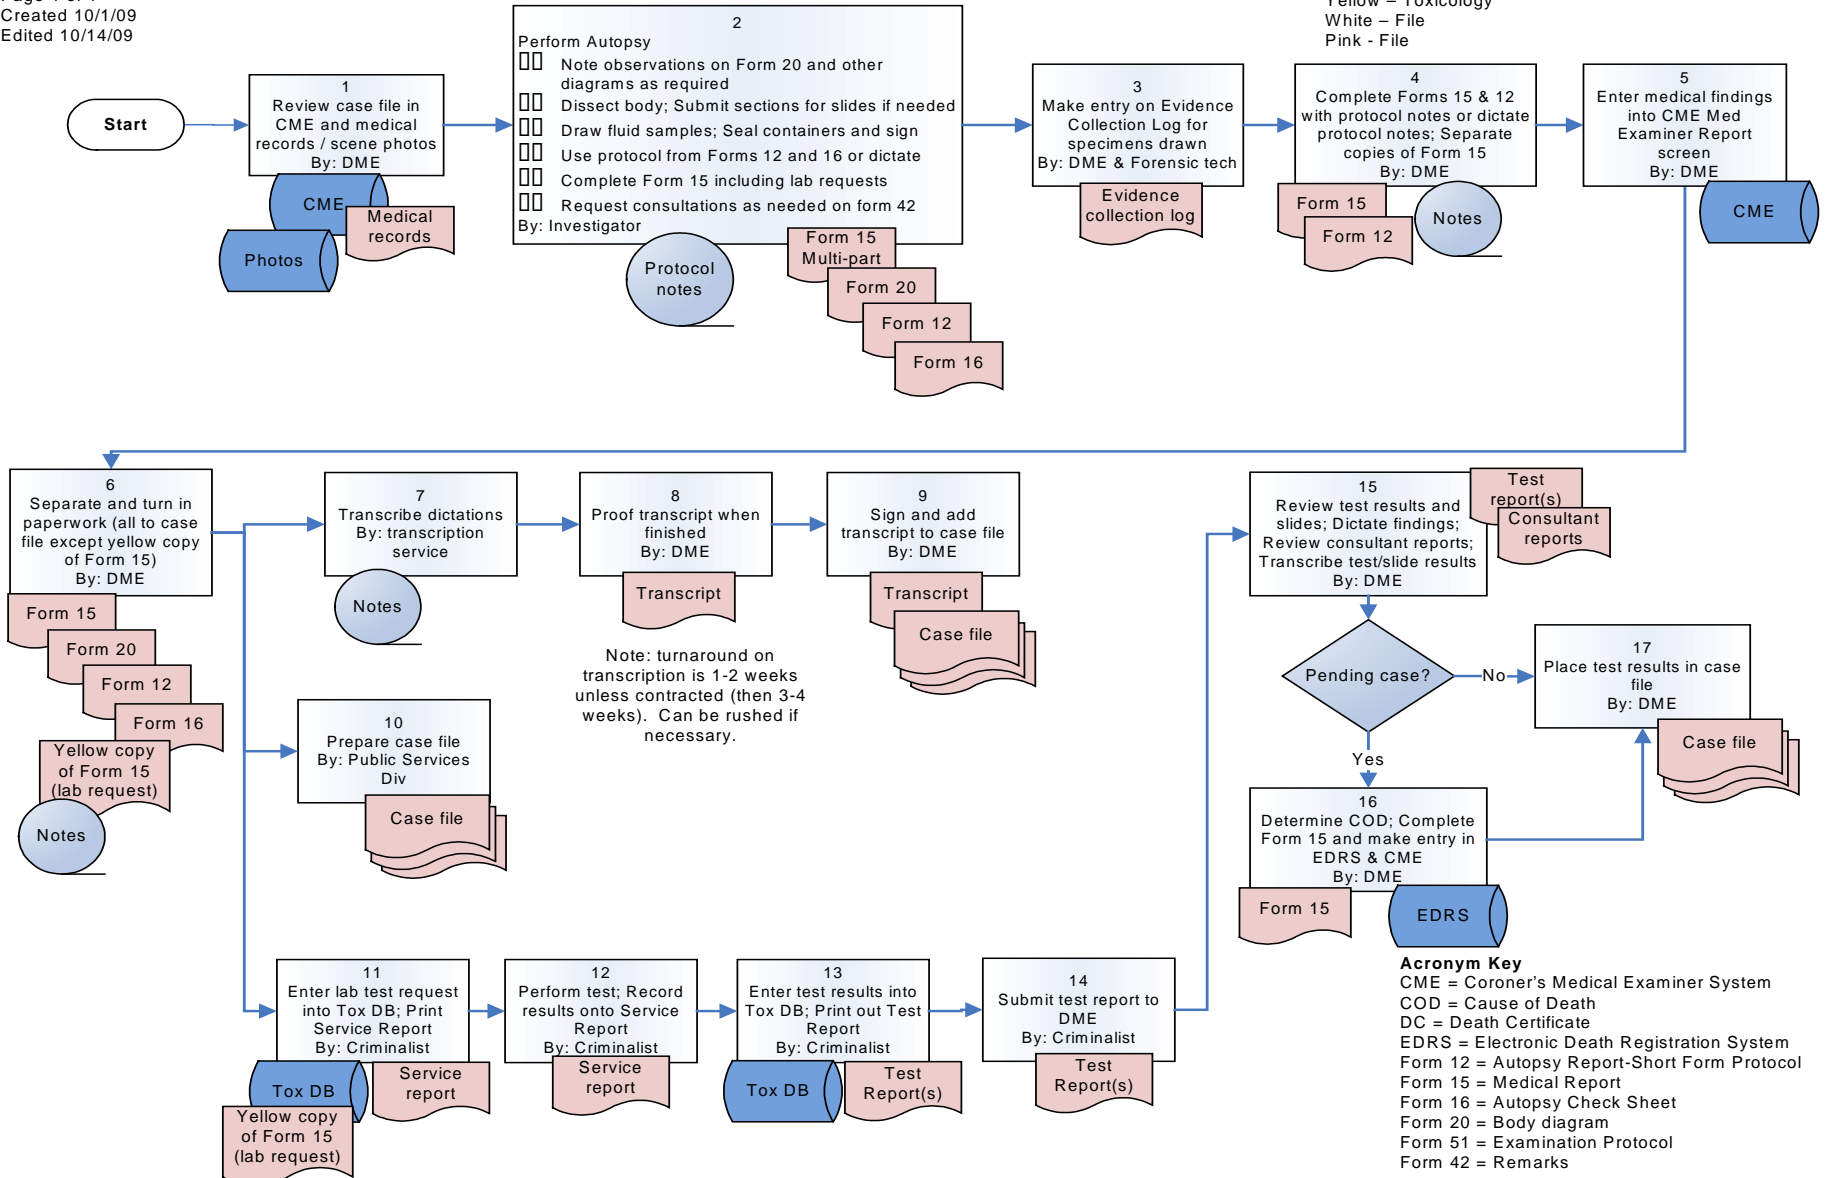 Created 10/1/09
Edited 10/14/09
White – File
Pink - File
Start
1
Review case file in
CME and medical
records / scene photos
By: DME
CME
Medical
records
Photos
2
Perform Autopsy
Note observations on Form 20 and other
diagrams as required
Dissect body; Submit sections for slides if needed
Draw fluid samples; Seal containers and sign
Use protocol from Forms 12 and 16 or dictate
Complete Form 15 including lab requests
Request consultations as needed on form 42
By: Investigator
Protocol
notes
Form 15
Multi-part
Form 20
Form 12
Form 16
3
Make entry on Evidence
Collection Log for
specimens drawn
By: DME & Forensic tech
Evidence
collection log
4
Complete Forms 15 & 12
with protocol notes or dictate
protocol notes; Separate
copies of Form 15
By: DME
Form 15
Form 12
Notes
5
Enter medical findings
into CME Med
Examiner Report
screen
By: DME
CME
6
Separate and turn in
paperwork (all to case
file except yellow copy
of Form 15)
By: DME
Form 15
Form 20
Form 12
Form 16
Yellow copy
of Form 15
(lab request)
Notes
7
Transcribe dictations
By: transcription
service
Notes
8
Proof transcript when
finished
By: DME
Transcript
Note: turnaround on
transcription is 1-2 weeks
unless contracted (then 3-4
weeks).  Can be rushed if
necessary.
9
Sign and add
transcript to case file
By: DME
Transcript
Case file
10
Prepare case file
By: Public Services
Div
Case file
11
Enter lab test request
into Tox DB; Print
Service Report
By: Criminalist
Tox DB
Service
report
Yellow copy
of Form 15
(lab request)
12
Perform test; Record
results onto Service
Report
By: Criminalist
Service
report
13
Enter test results into
Tox DB; Print out Test
Report
By: Criminalist
Tox DB
Test
Report(s)
14
Submit test report to
DME
By: Criminalist
Test
Report(s)
15
Review test results and
slides; Dictate findings;
Review consultant reports;
Transcribe test/slide results
By: DME
Test
report(s)
Consultant
reports
Pending case?
No
Yes
16
Determine COD; Complete
Form 15 and make entry in
EDRS & CME
By: DME
Form 15
EDRS
17
Place test results in case
file
By: DME
Case file
Acronym Key
CME = Coroner's Medical Examiner System
COD = Cause of Death
DC = Death Certificate
EDRS = Electronic Death Registration System
Form 12 = Autopsy Report-Short Form Protocol
Form 15 = Medical Report
Form 16 = Autopsy Check Sheet
Form 20 = Body diagram
Form 51 = Examination Protocol
Form 42 = Remarks